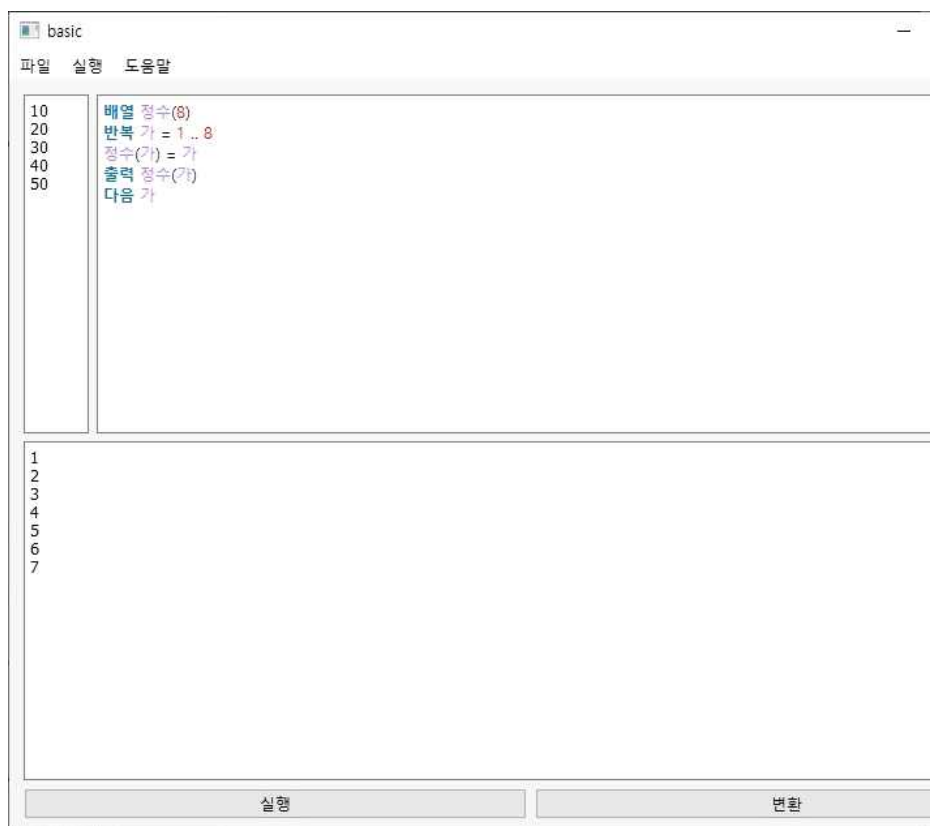 basic
파일 실행 도움말
10 배열 정수(8)
20 반복 가 = 1 .. 8
30 정수(가) = 가
40 출력 정수(가)
50 다음 가
1
2
3
4
5
6
7
실행 변환